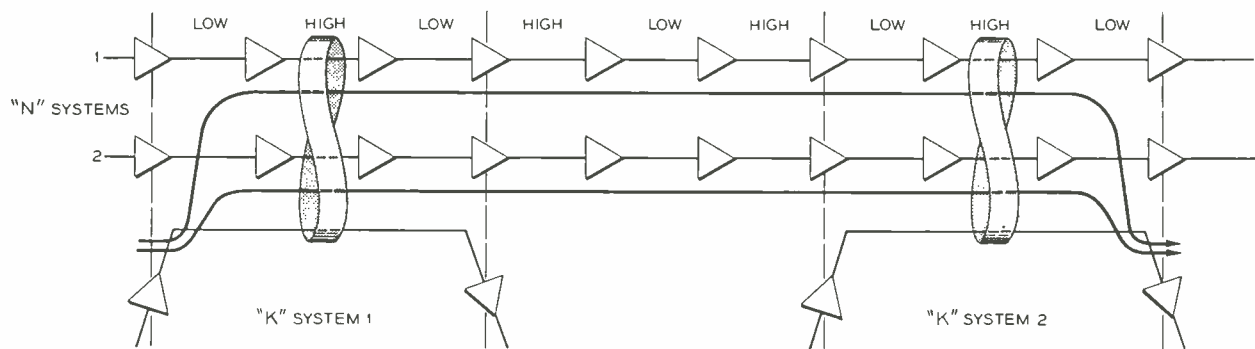 LOW HIGH LOW HIGH LOW HIGH LOW HIGH LOW
1
"N" SYSTEMS
2
"K" SYSTEM 1 "K" SYSTEM 2